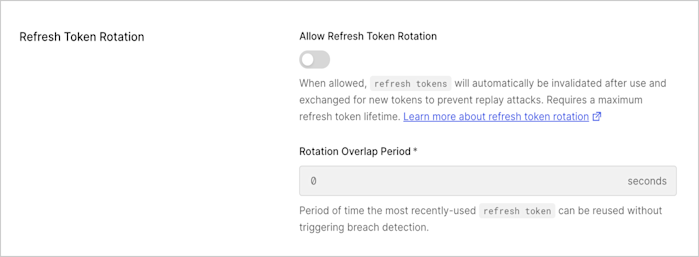 Refresh Token Rotation
Allow Refresh Token Rotation
When allowed, refresh tokens will automatically be invalidated after use and
exchanged for new tokens to prevent replay attacks. Requires a maximum
refresh token lifetime. Learn more about refresh token rotation
Rotation Overlap Period *
0 seconds
Period of time the most recently-used refresh token can be reused without
triggering breach detection.